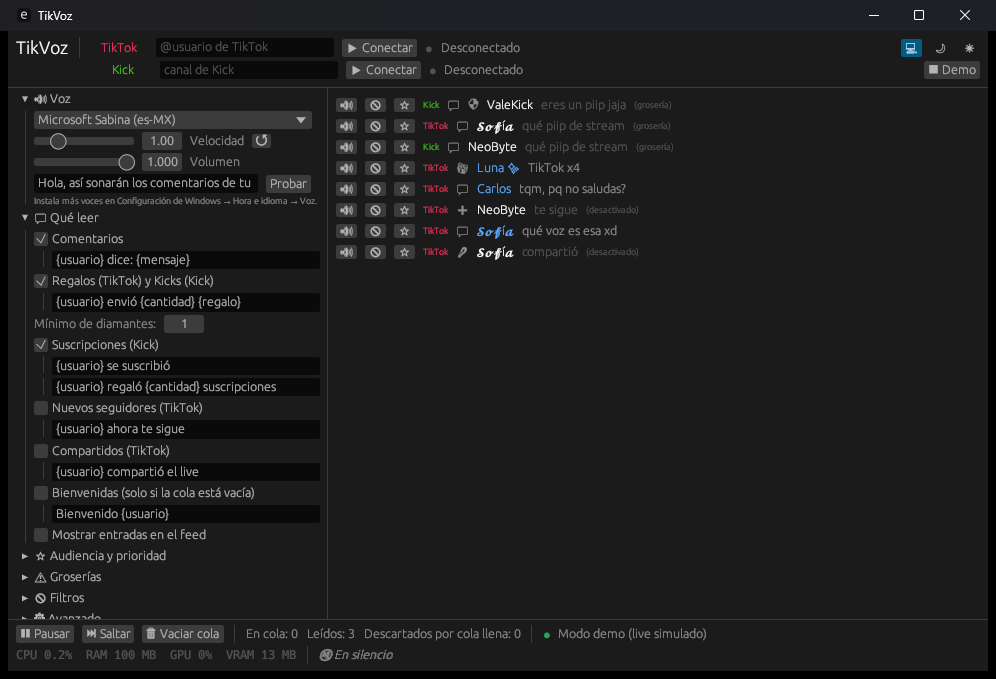 TikVoz
TikVoz TikTok @usuario de TikTok Conectar Desconectado
Kick canal de Kick Conectar Desconectado Demo
Voz
Microsoft Sabina (es-MX)
1.00 Velocidad
1.000 Volumen
Hola, así sonarán los comentarios de tu Probar
Instala más voces en Configuración de Windows → Hora e idioma → Voz.
Qué leer
Comentarios
{usuario} dice: {mensaje}
Regalos (TikTok) y Kicks (Kick)
{usuario} envió {cantidad} {regalo}
Mínimo de diamantes: 1
Suscripciones (Kick)
{usuario} se suscribió
{usuario} regaló {cantidad} suscripciones
Nuevos seguidores (TikTok)
{usuario} ahora te sigue
Compartidos (TikTok)
{usuario} compartió el live
Bienvenidas (solo si la cola está vacía)
Bienvenido {usuario}
Mostrar entradas en el feed
Audiencia y prioridad
Groserías
Filtros
Avanzado
Kick ValeKick eres un piip jaja (grosería)
TikTok 𝓢𝓸𝓯í𝓪 qué piip de stream (grosería)
Kick NeoByte qué piip de stream (grosería)
TikTok Luna TikTok x4
TikTok Carlos tqm, pq no saludas?
TikTok NeoByte te sigue (desactivado)
TikTok 𝓢𝓸𝓯í𝓪 qué voz es esa xd
TikTok 𝓢𝓸𝓯í𝓪 compartió (desactivado)
Pausar Saltar Vaciar cola En cola: 0 Leídos: 3 Descartados por cola llena: 0 Modo demo (live simulado)
CPU 0.2% RAM 100 MB GPU 0% VRAM 13 MB En silencio